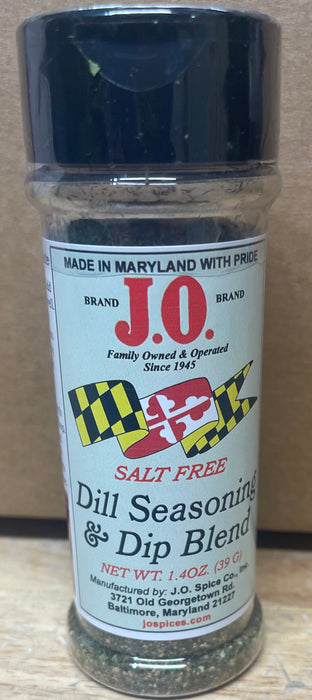 MADE IN MARYLAND WITH PRIDE
BRAND J.O. BRAND
Family Owned & Operated
Since 1945
SALT FREE
Dill Seasoning
& Dip Blend
NET WT. 1.4OZ. (39 G)
Manufactured by: J.O. Spice Co., Inc.
3721 Old Georgetown Rd.
Baltimore, Maryland 21227
jospices.com